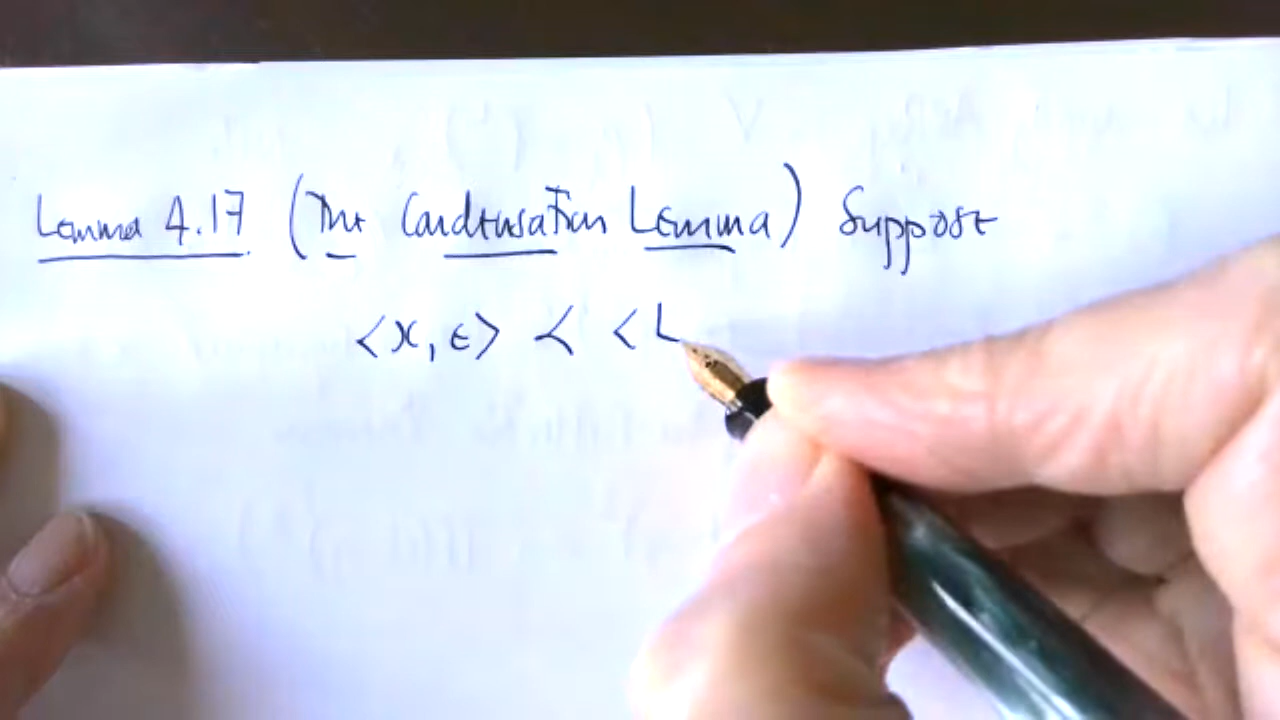 Lemma 4.17 (The Condensation Lemma) Suppose
<x, ∈> ≺ <L